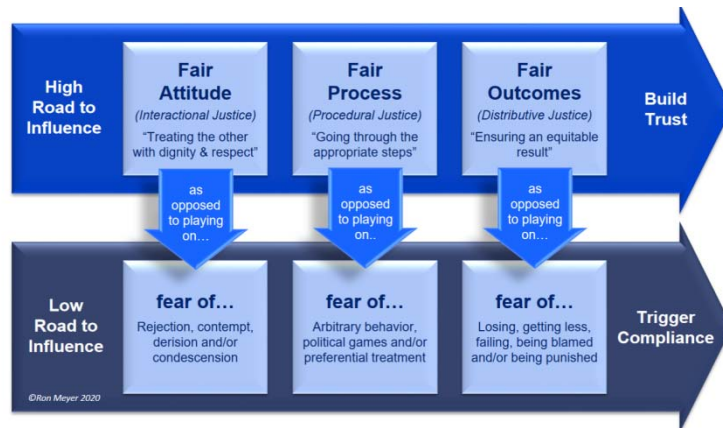 High
Road to
Influence
Fair
Attitude
(Interactional Justice)
“Treating the other
with dignity & respect”
Fair
Process
(Procedural Justice)
“Going through the
appropriate steps”
Fair
Outcomes
(Distributive Justice)
“Ensuring an equitable
result”
Build
Trust
as
opposed
to playing
on…
as
opposed
to playing
on..
as
opposed
to playing
on…
Low
Road to
Influence
fear of…
Rejection, contempt,
derision and/or
condescension
fear of…
Arbitrary behavior,
political games and/or
preferential treatment
fear of…
Losing, getting less,
failing, being blamed
and/or being punished
Trigger
Compliance
©Ron Meyer 2020